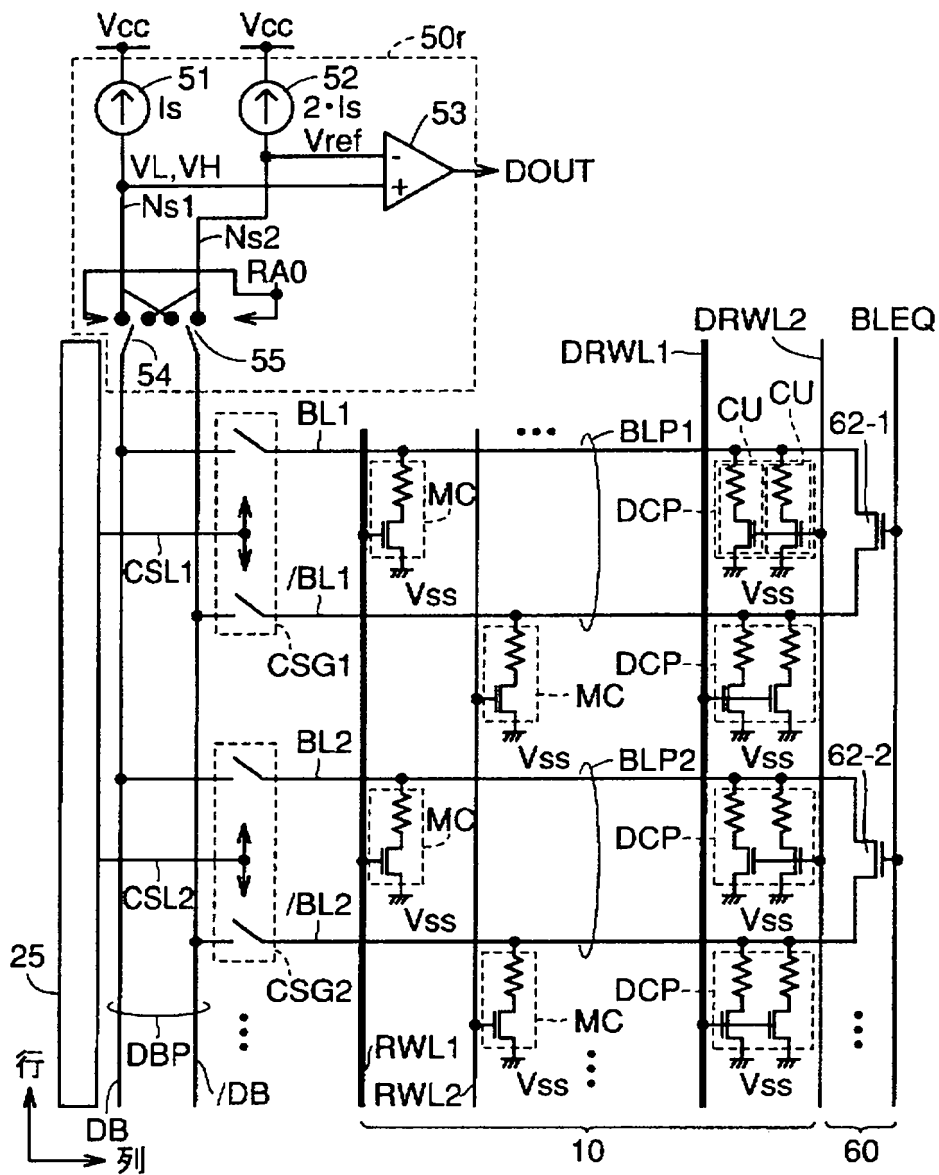 Vcc
Vcc
50r
51
52
Is
2·Is
53
Vref
-
VL,VH
+
DOUT
Ns1
Ns2
RA0
DRWL2
BLEQ
DRWL1
54
55
CU
CU
BL1
BLP1
62-1
MC
DCP
CSL1
/BL1
Vss
Vss
CSG1
DCP
MC
BL2
Vss
BLP2
Vss
62-2
MC
DCP
CSL2
/BL2
Vss
Vss
25
CSG2
DCP
MC
DBP
RWL1
Vss
Vss
行
/DB
RWL2
DB
列
10
60